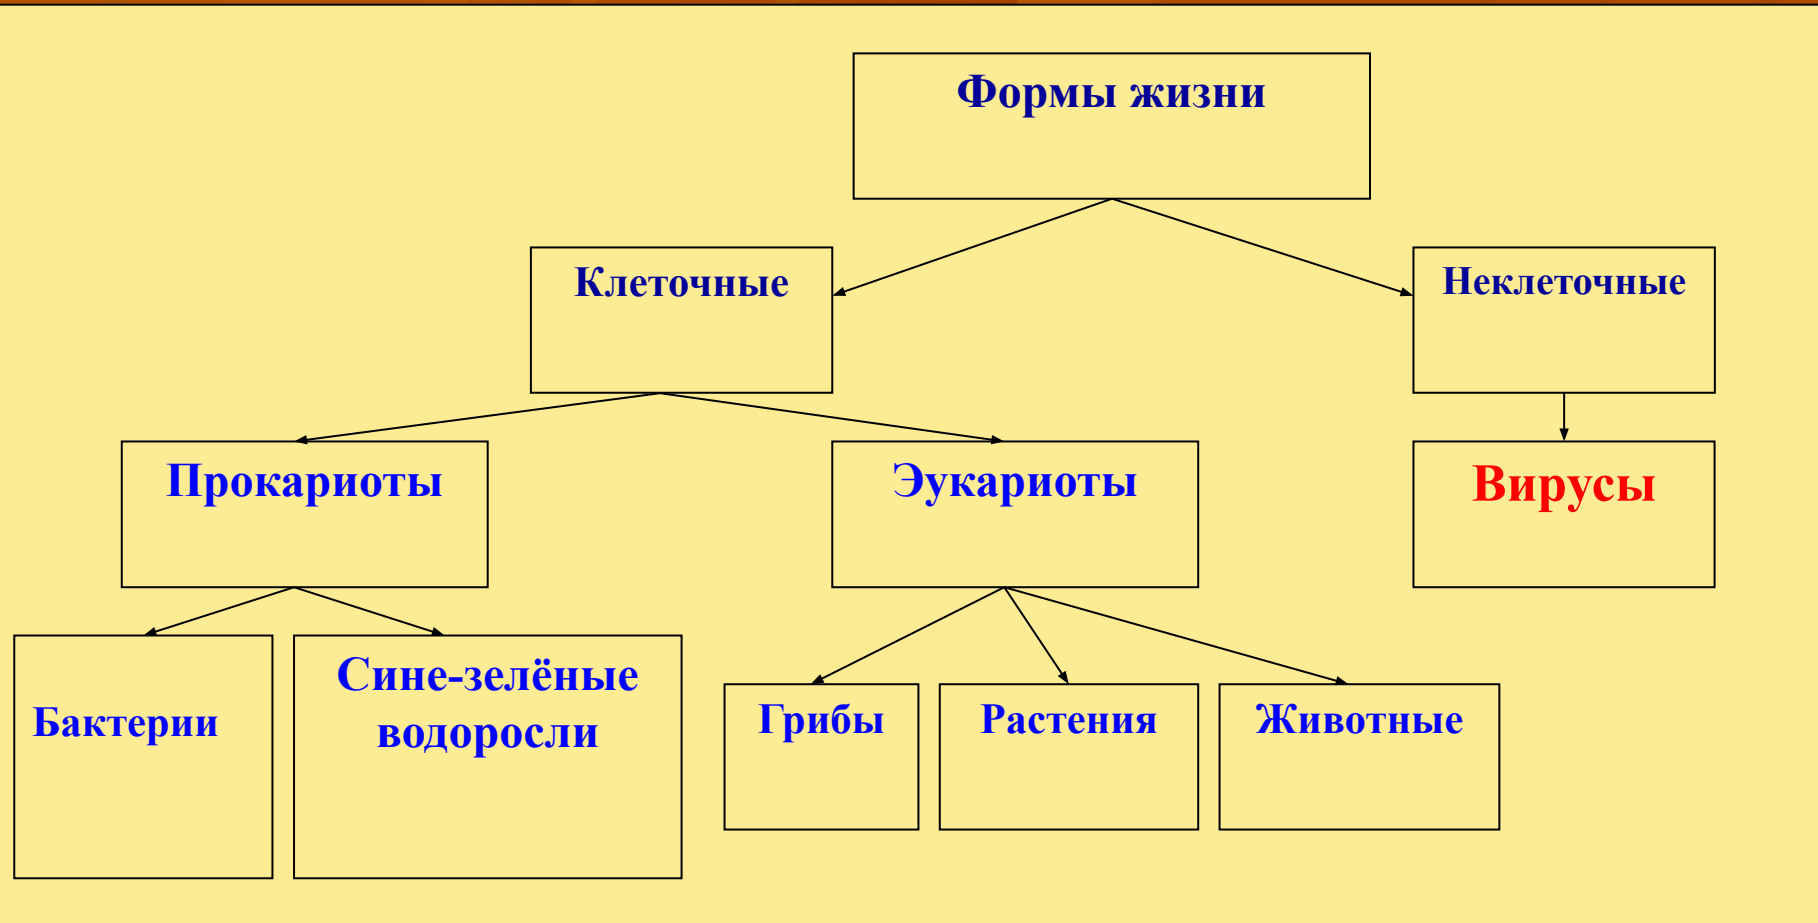 Формы жизни
Клеточные
Неклеточные
Прокариоты
Эукариоты
Вирусы
Бактерии
Сине-зелёные
водоросли
Грибы
Растения
Животные